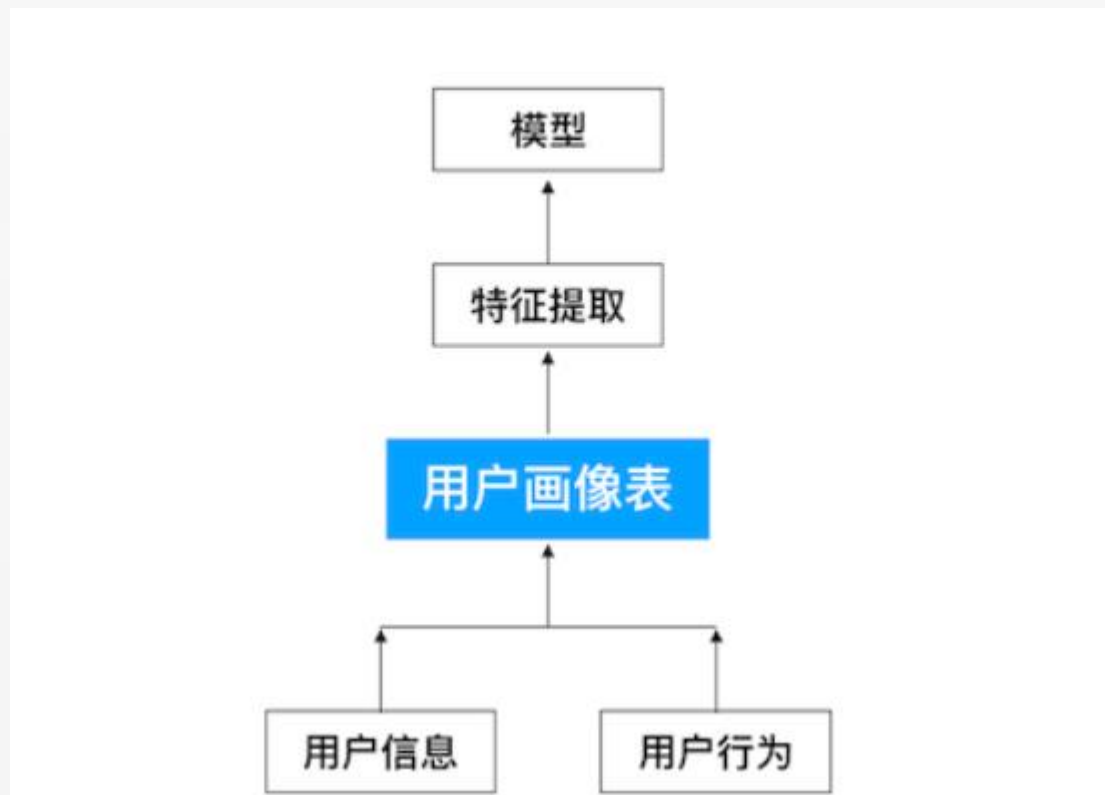 模型
特征提取
用户画像表
用户信息
用户行为